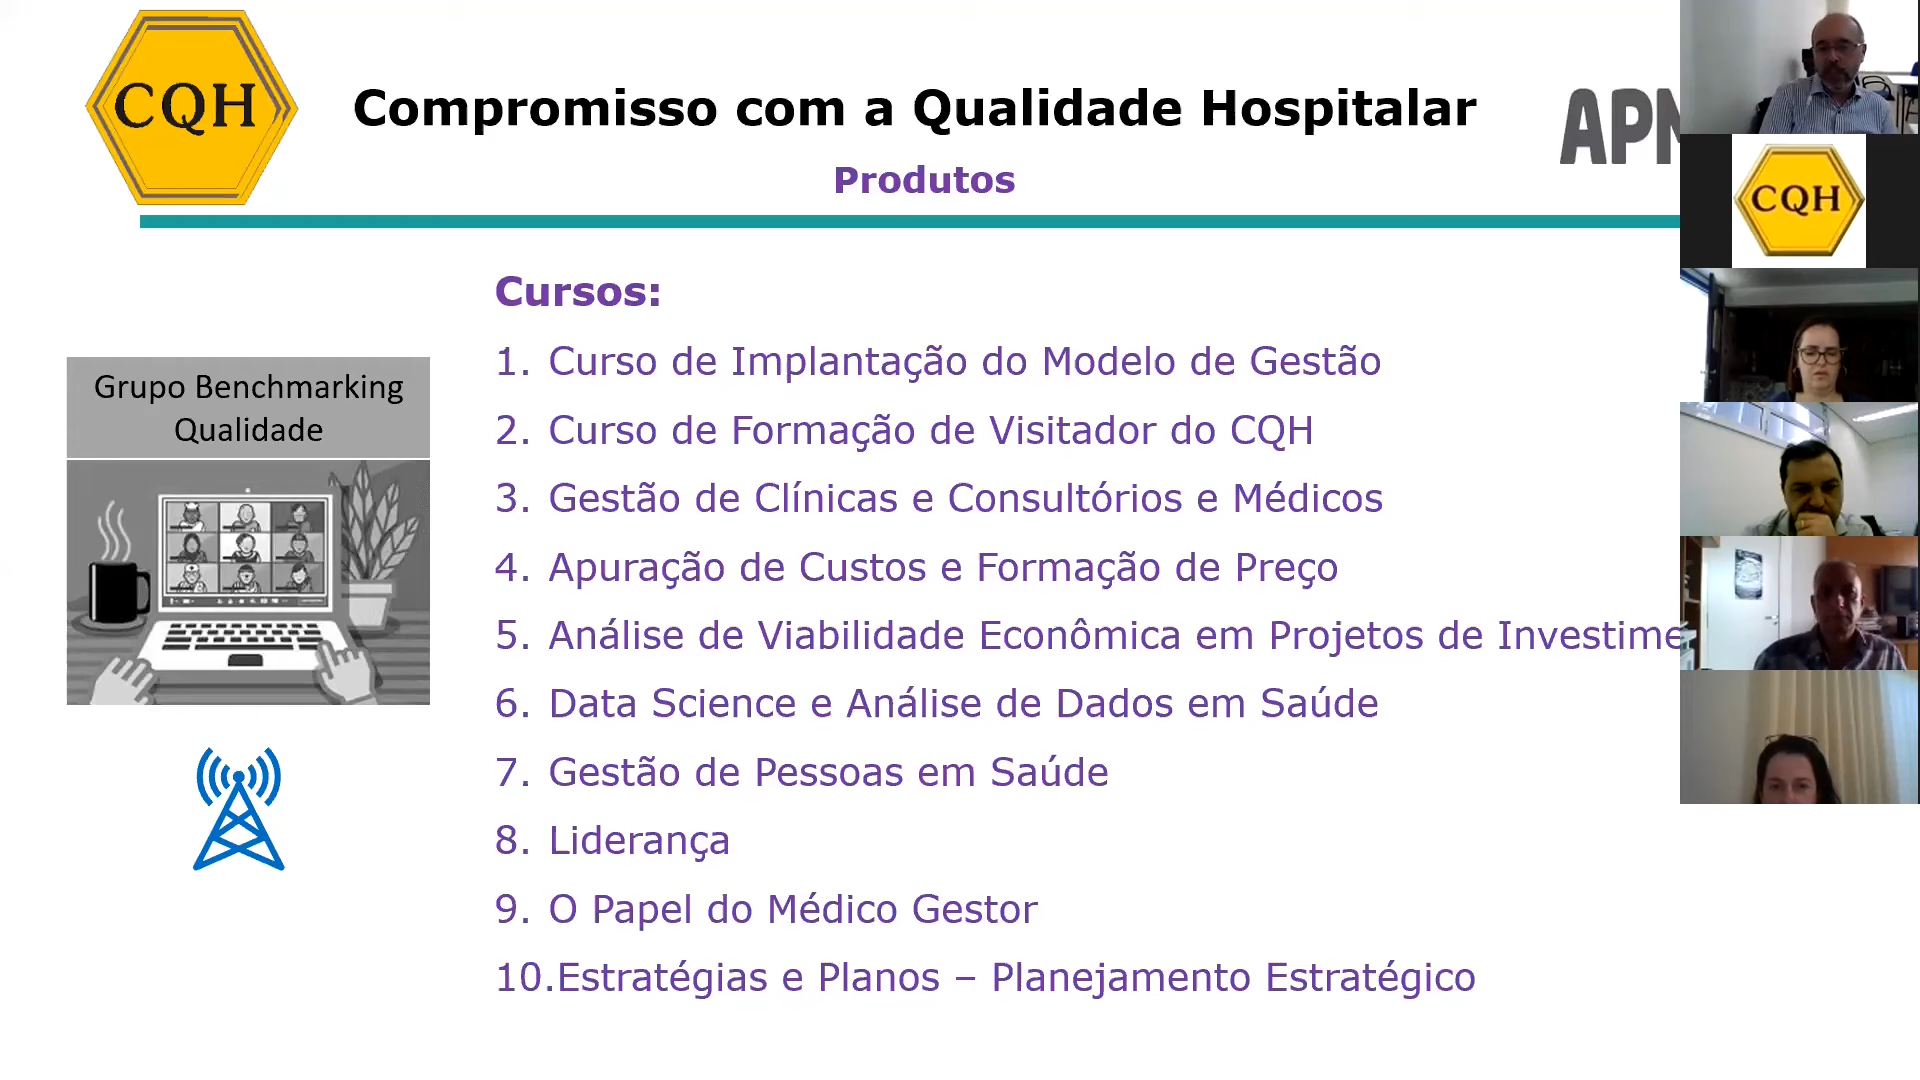 CQH
Compromisso com a Qualidade Hospitalar
Produtos
CQH
Cursos:
Grupo Benchmarking
Qualidade
1. Curso de Implantação do Modelo de Gestão
2. Curso de Formação de Visitador do CQH
3. Gestão de Clínicas e Consultórios e Médicos
4. Apuração de Custos e Formação de Preço
5. Análise de Viabilidade Econômica em Projetos de
6. Data Science e Análise de Dados em Saúde
7. Gestão de Pessoas em Saúde
8. Liderança
9. O Papel do Médico Gestor
10.Estratégias e Planos – Planejamento Estratégico